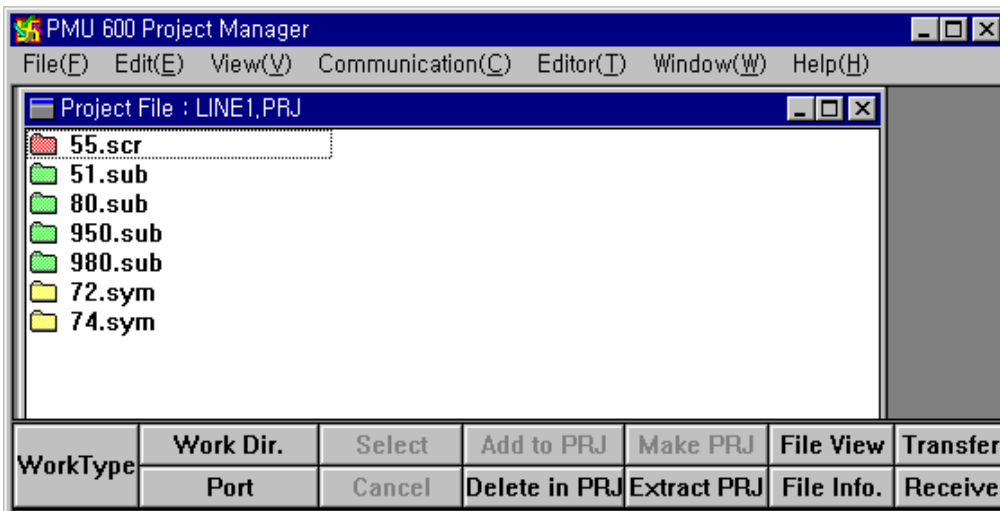 PMU 600 Project Manager
File(F) Edit(E) View(V) Communication(C) Editor(T) Window(W) Help(H)
Project File : LINE1,PRJ
55.scr
51.sub
80.sub
950.sub
980.sub
72.sym
74.sym
WorkType Work Dir. Select Add to PRJ Make PRJ File View Transfer
Port Cancel Delete in PRJ Extract PRJ File Info. Receive